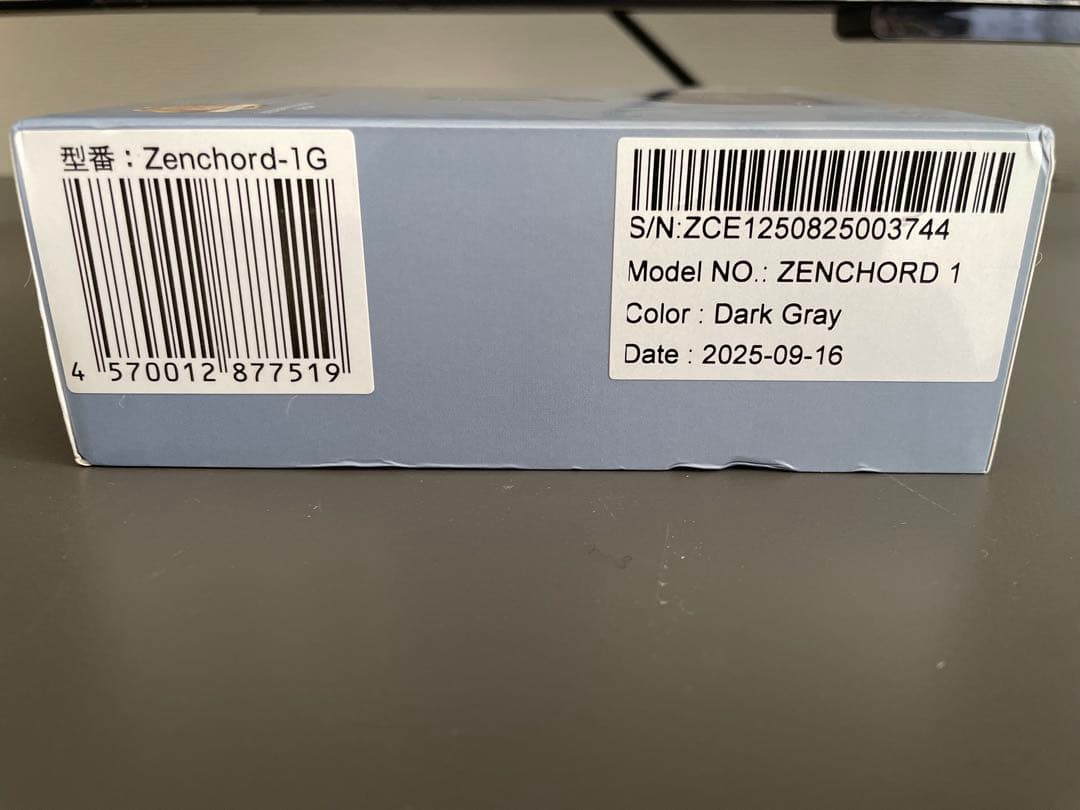 型番：Zenchord-1G
4 570012 877519
S/N:ZCE1250825003744
Model NO.: ZENCHORD 1
Color : Dark Gray
Date : 2025-09-16